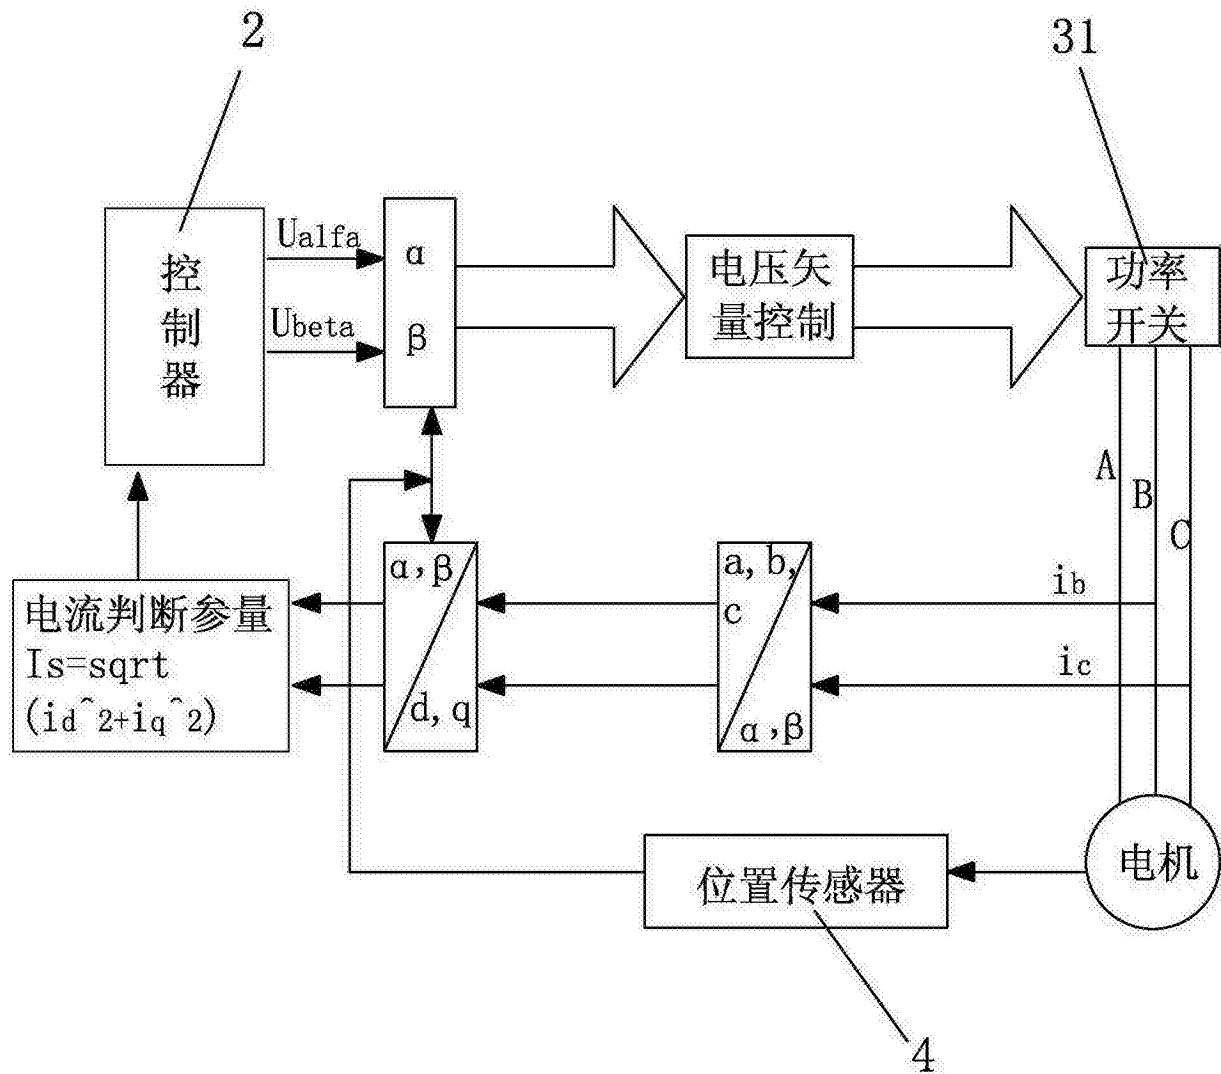 2
31
控
制
器
Ualfa
Ubeta
α
β
电压矢
量控制
功率
开关
A
B
C
电流判断参量
Is=sqrt
(id^2+iq^2)
α,β
d,q
a,b,
c
α,β
ib
ic
位置传感器
电机
4